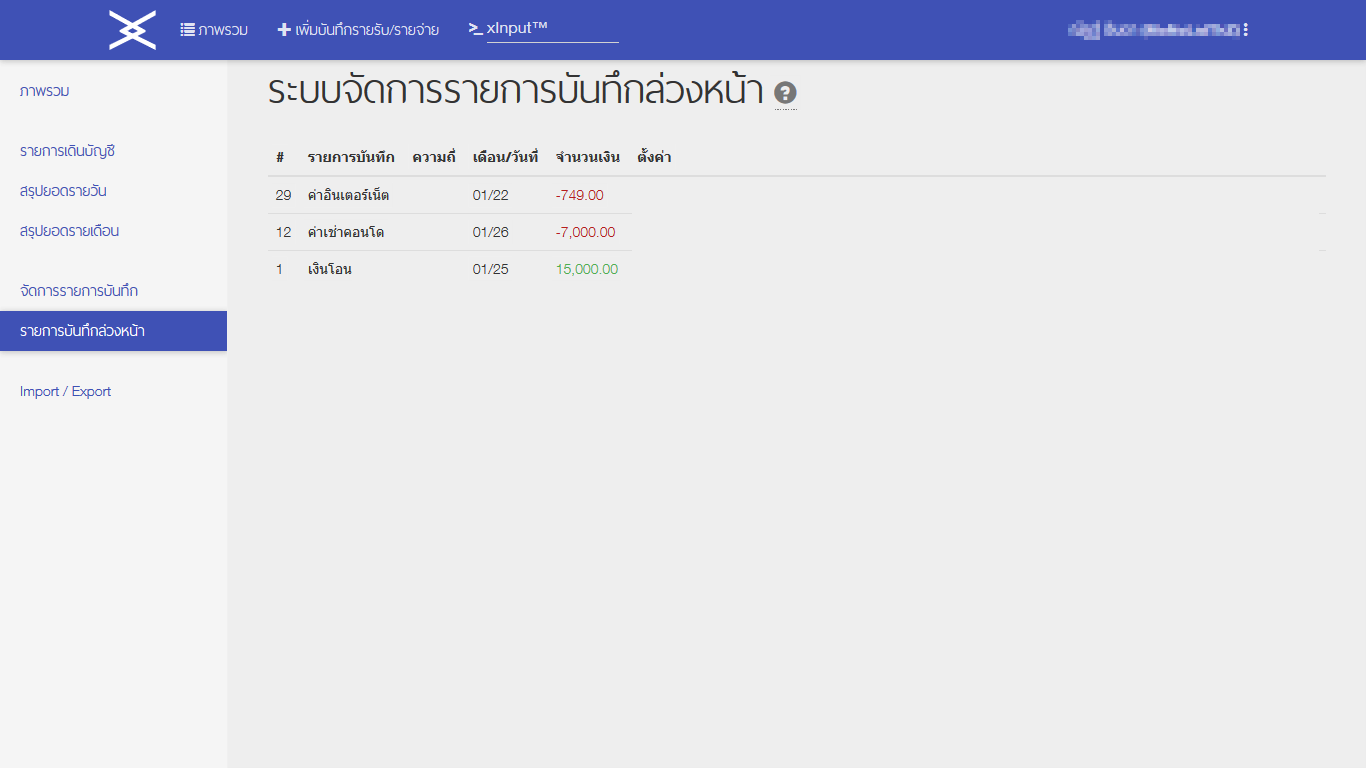 ภาพรวม เพิ่มบันทึกรายรับ/รายจ่าย xInput™
ภาพรวม
รายการเดินบัญชี
สรุปยอดรายวัน
สรุปยอดรายเดือน
จัดการรายการบันทึก
รายการบันทึกล่วงหน้า
Import / Export
ระบบจัดการรายการบันทึกล่วงหน้า
# รายการบันทึก ความถี่ เดือน/วันที่ จำนวนเงิน ตั้งค่า
29 ค่าอินเตอร์เน็ต 01/22 -749.00
12 ค่าเช่าคอนโด 01/26 -7,000.00
1 เงินโอน 01/25 15,000.00